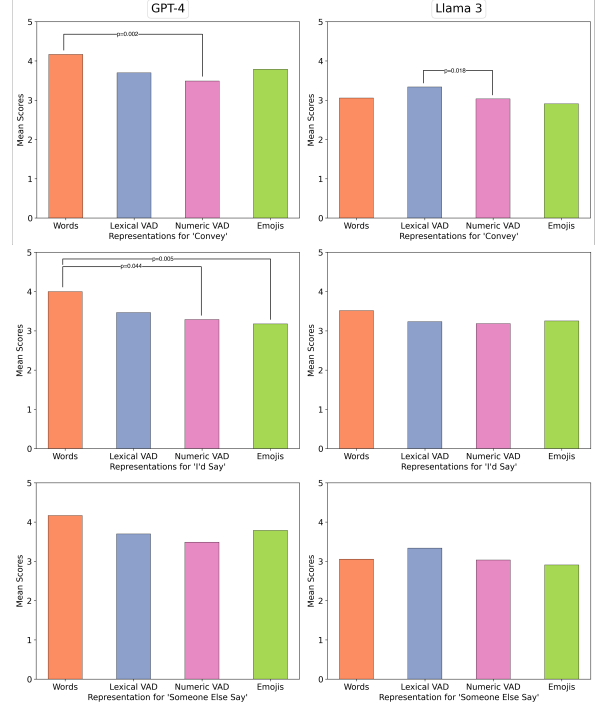 GPT-4
Llama 3
5
4
3
2
1
0
Mean Scores
p=0.002
Words Lexical VAD Numeric VAD Emojis
Representations for 'Convey'
5
4
3
2
1
0
Mean Scores
p=0.018
Words Lexical VAD Numeric VAD Emojis
Representations for 'Convey'
5
4
3
2
1
0
Mean Scores
p=0.005
p=0.044
Words Lexical VAD Numeric VAD Emojis
Representations for 'I'd Say'
5
4
3
2
1
0
Mean Scores
Words Lexical VAD Numeric VAD Emojis
Representations for 'I'd Say'
5
4
3
2
1
0
Mean Scores
Words Lexical VAD Numeric VAD Emojis
Representation for 'Someone Else Say'
5
4
3
2
1
0
Mean Scores
Words Lexical VAD Numeric VAD Emojis
Representation for 'Someone Else Say'